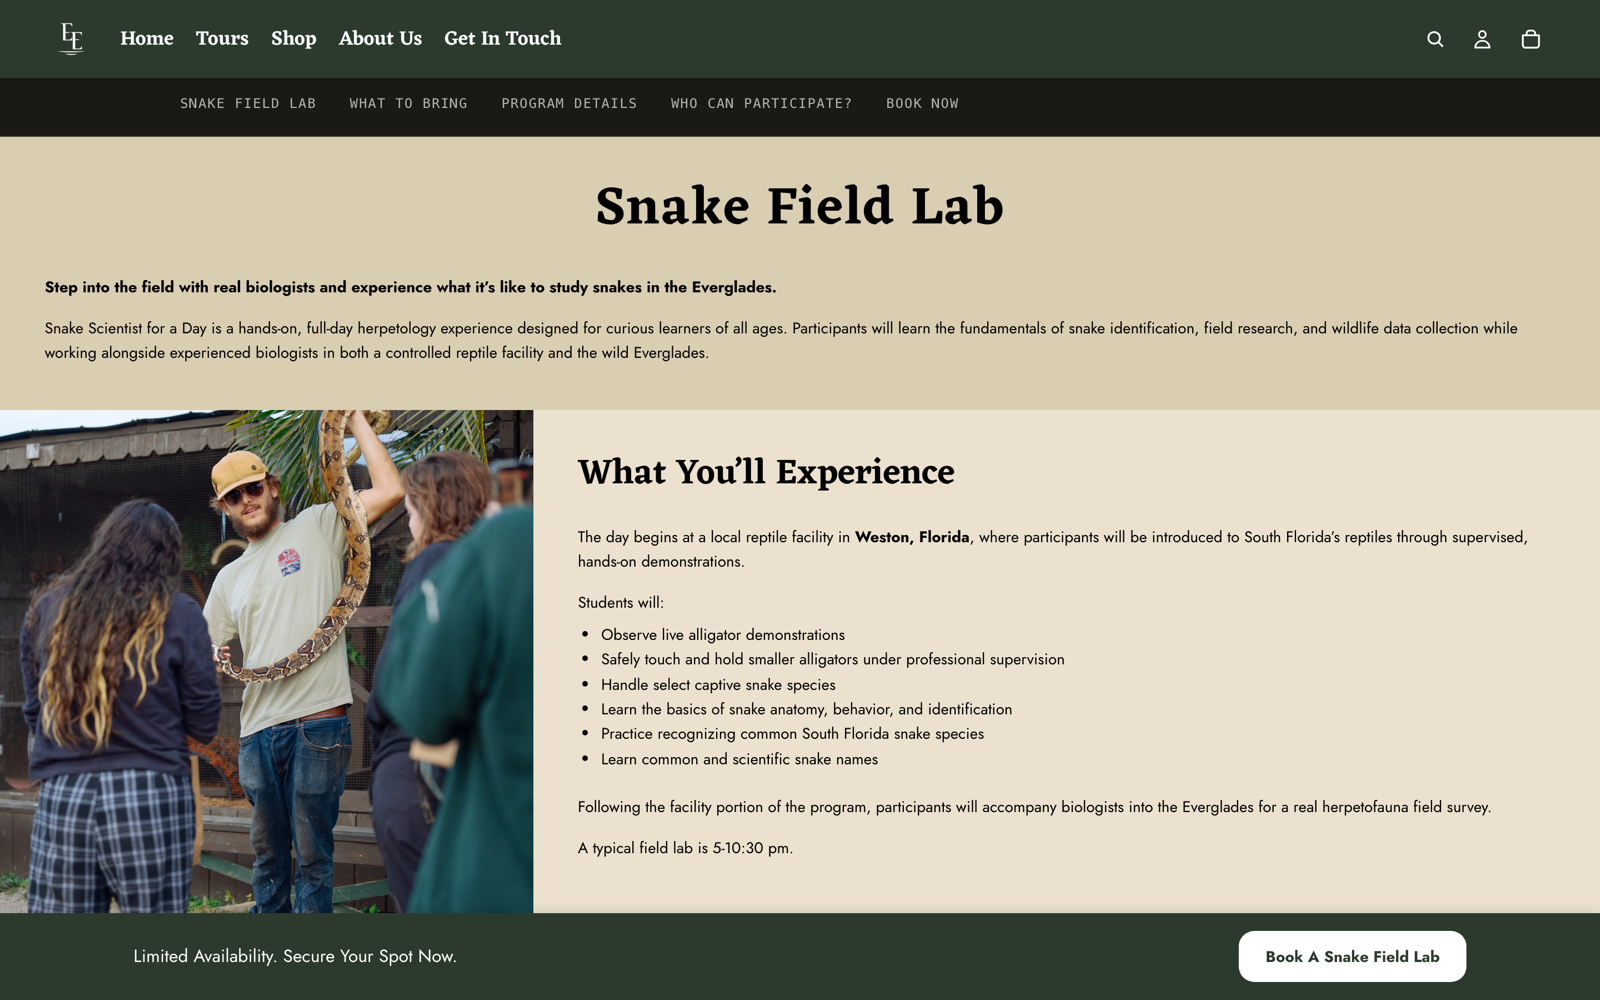 EE
Home Tours Shop About Us Get In Touch
SNAKE FIELD LAB WHAT TO BRING PROGRAM DETAILS WHO CAN PARTICIPATE? BOOK NOW
Snake Field Lab
Step into the field with real biologists and experience what it’s like to study snakes in the Everglades.
Snake Scientist for a Day is a hands-on, full-day herpetology experience designed for curious learners of all ages. Participants will learn the fundamentals of snake identification, field research, and wildlife data collection while
working alongside experienced biologists in both a controlled reptile facility and the wild Everglades.
What You’ll Experience
The day begins at a local reptile facility in Weston, Florida, where participants will be introduced to South Florida’s reptiles through supervised,
hands-on demonstrations.
Students will:
• Observe live alligator demonstrations
• Safely touch and hold smaller alligators under professional supervision
• Handle select captive snake species
• Learn the basics of snake anatomy, behavior, and identification
• Practice recognizing common South Florida snake species
• Learn common and scientific snake names
Following the facility portion of the program, participants will accompany biologists into the Everglades for a real herpetofauna field survey.
A typical field lab is 5-10:30 pm.
Limited Availability. Secure Your Spot Now.
Book A Snake Field Lab